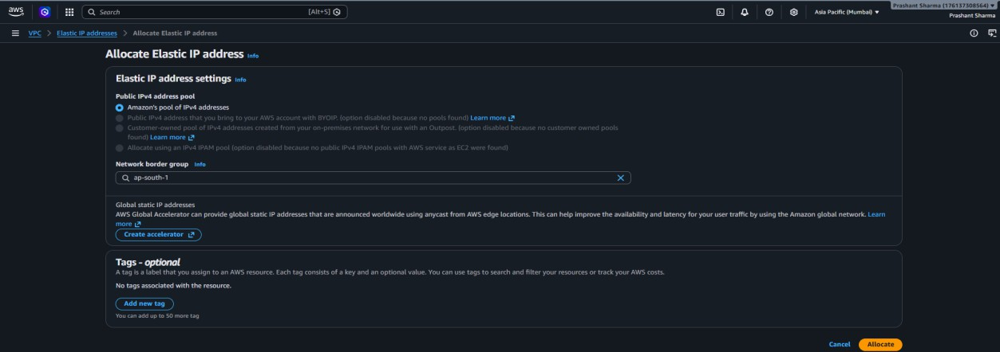 aws
Search
[Alt+S]
Asia Pacific (Mumbai)
Prashant Sharma (176137308564)
Prashant Sharma
VPC > Elastic IP addresses > Allocate Elastic IP address
Allocate Elastic IP address Info
Elastic IP address settings Info
Public IPv4 address pool
Amazon's pool of IPv4 addresses
Public IPv4 address that you bring to your AWS account with BYOIP. (option disabled because no pools found) Learn more
Customer-owned pool of IPv4 addresses created from your on-premises network for use with an Outpost. (option disabled because no customer owned pools
found) Learn more
Allocate using an IPv4 IPAM pool (option disabled because no public IPv4 IPAM pools with AWS service as EC2 were found)
Network border group Info
ap-south-1
Global static IP addresses
AWS Global Accelerator can provide global static IP addresses that are announced worldwide using anycast from AWS edge locations. This can help improve the availability and latency for your user traffic by using the Amazon global network. Learn
more
Create accelerator
Tags - optional
A tag is a label that you assign to an AWS resource. Each tag consists of a key and an optional value. You can use tags to search and filter your resources or track your AWS costs.
No tags associated with the resource.
Add new tag
You can add up to 50 more tag
Cancel
Allocate